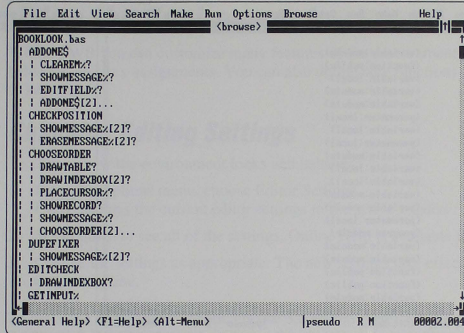 File Edit View Search Make Run Options Browse Help
<browse>
BOOKLOOK.bas
¦ ADDONE$
¦ ¦ CLEAREM%?
¦ ¦ SHOWMESSAGE%?
¦ ¦ EDITFIELD%?
¦ ¦ ADDONE$[2]...
¦ CHECKPOSITION
¦ ¦ SHOWMESSAGE%[2]?
¦ ¦ ERASEMESSAGE%[2]?
¦ CHOOSEORDER
¦ ¦ DRAWTABLE?
¦ ¦ DRAWINDEXBOX[2]?
¦ ¦ PLACECURSOR%?
¦ ¦ SHOWRECORD?
¦ ¦ SHOWMESSAGE%?
¦ ¦ CHOOSEORDER[2]...
¦ DUPEFIXER
¦ ¦ SHOWMESSAGE%[2]?
¦ EDITCHECK
¦ ¦ DRAWINDEXBOX?
¦ GETINPUT%
<General Help> <F1=Help> <Alt=Menu> pseudo R M 00002.004